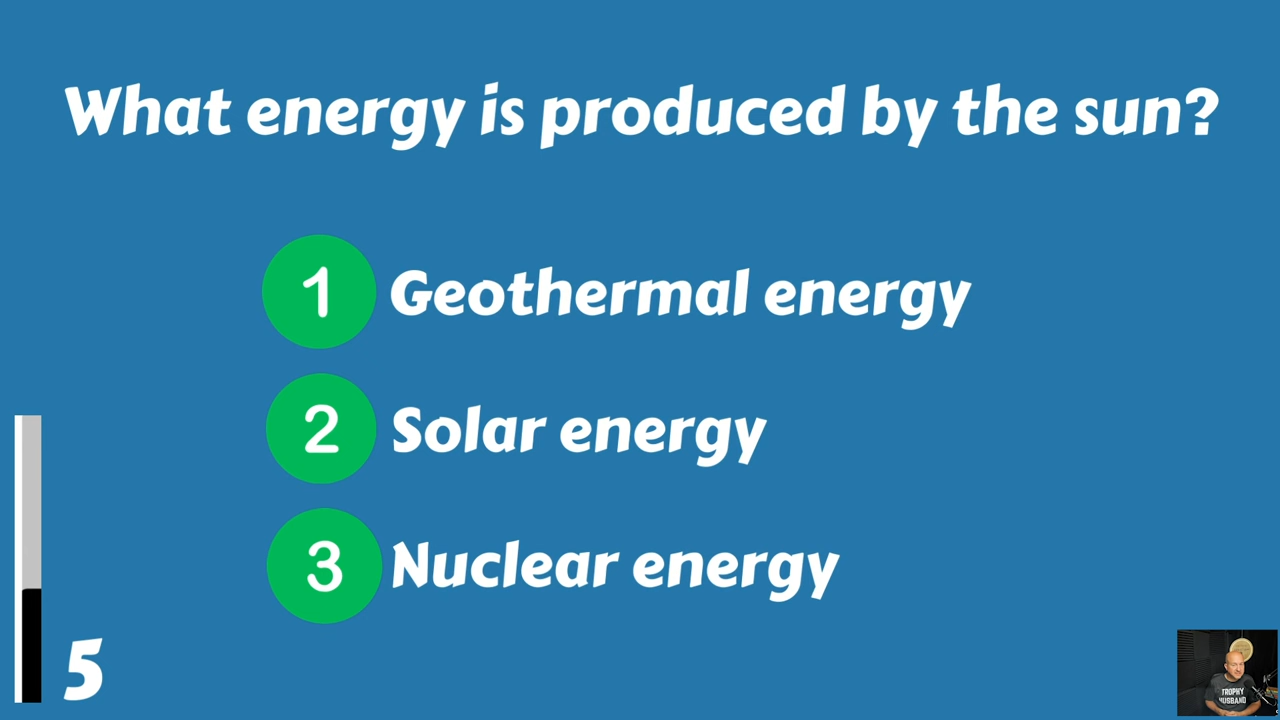 What energy is produced by the sun?
1 Geothermal energy
2 Solar energy
3 Nuclear energy
5
TROPHY
HUSBAND